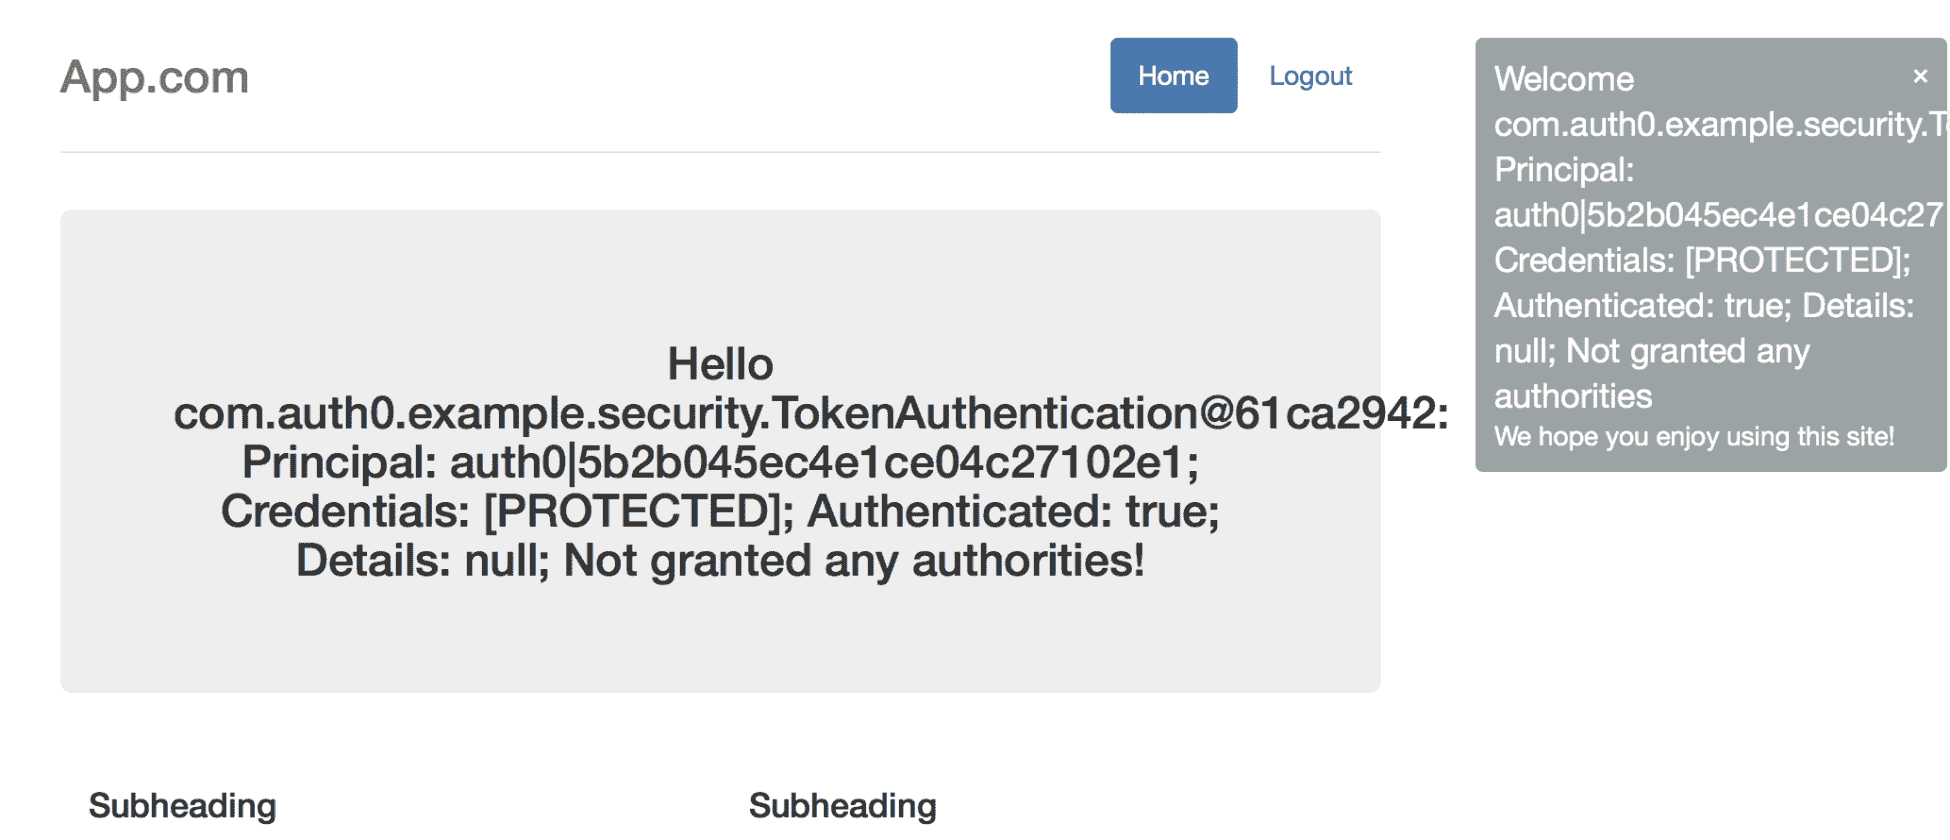 App.com
Home
Logout
Hello
com.auth0.example.security.TokenAuthentication@61ca2942:
Principal: auth0|5b2b045ec4e1ce04c27102e1;
Credentials: [PROTECTED]; Authenticated: true;
Details: null; Not granted any authorities!
Subheading
Subheading
Welcome
×
com.auth0.example.security.T
Principal:
auth0|5b2b045ec4e1ce04c27
Credentials: [PROTECTED];
Authenticated: true; Details:
null; Not granted any
authorities
We hope you enjoy using this site!